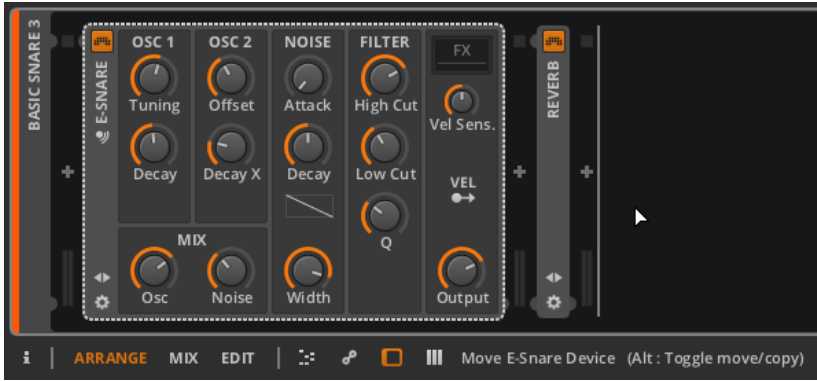 BASIC SNARE 3
E-SNARE
OSC 1
Tuning
Decay
OSC 2
Offset
Decay X
MIX
Osc
Noise
NOISE
Attack
Decay
Width
FILTER
High Cut
Low Cut
Q
FX
Vel Sens.
VEL
Output
REVERB
i
ARRANGE MIX EDIT Move E-Snare Device (Alt : Toggle move/copy)